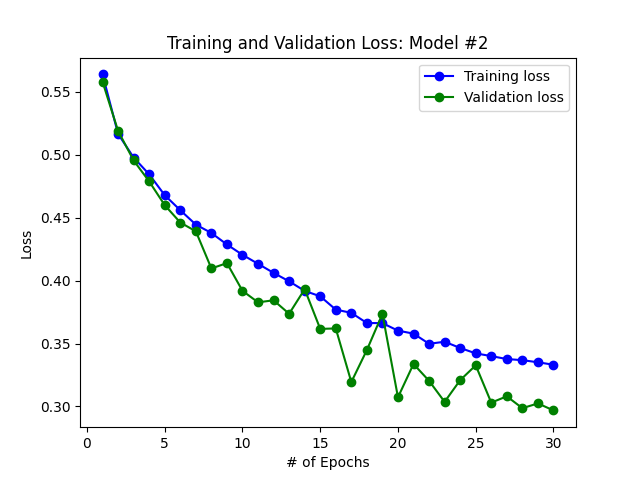 Training and Validation Loss: Model #2
Training loss
Validation loss
0.55
0.50
0.45
0.40
0.35
0.30
Loss
0 5 10 15 20 25 30
# of Epochs